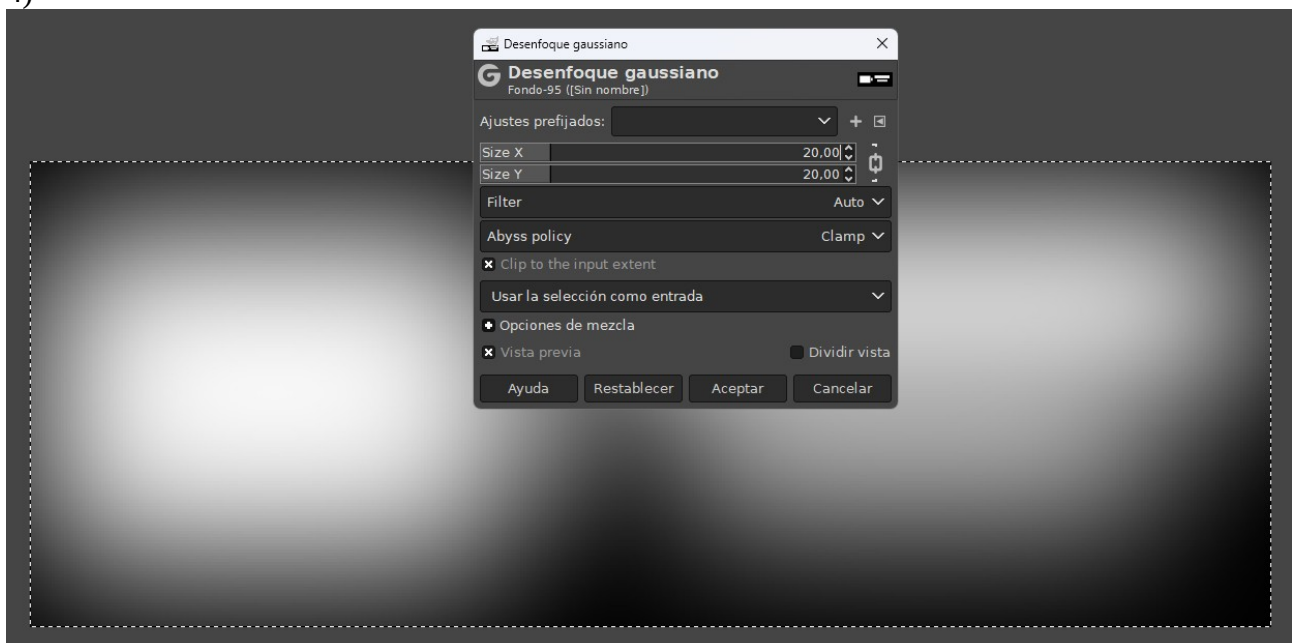 Desenfoque gaussiano
Desenfoque gaussiano
Fondo-95 ([Sin nombre])
Ajustes prefijados:
Size X 20,00
Size Y 20,00
Filter Auto
Abyss policy Clamp
Clip to the input extent
Usar la selección como entrada
Opciones de mezcla
Vista previa Dividir vista
Ayuda Restablecer Aceptar Cancelar